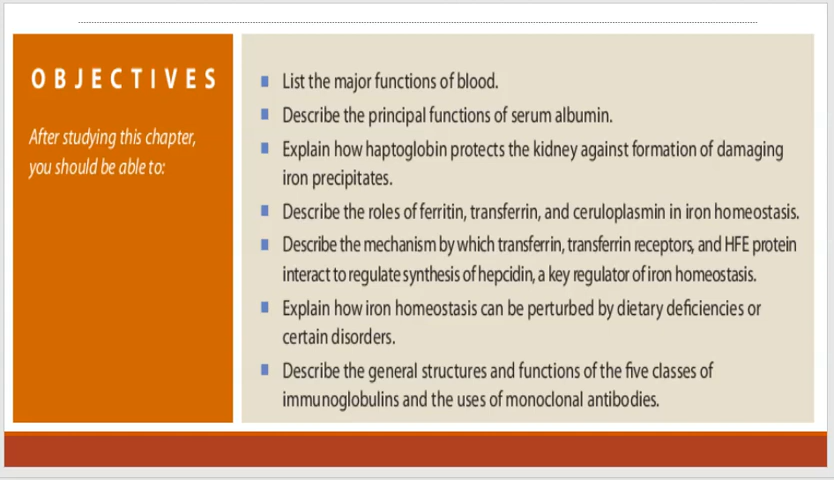 OBJECTIVES
After studying this chapter,
you should be able to:
List the major functions of blood.
Describe the principal functions of serum albumin.
Explain how haptoglobin protects the kidney against formation of damaging
iron precipitates.
Describe the roles of ferritin, transferrin, and ceruloplasmin in iron homeostasis.
Describe the mechanism by which transferrin, transferrin receptors, and HFE protein
interact to regulate synthesis of hepcidin, a key regulator of iron homeostasis.
Explain how iron homeostasis can be perturbed by dietary deficiencies or
certain disorders.
Describe the general structures and functions of the five classes of
immunoglobulins and the uses of monoclonal antibodies.